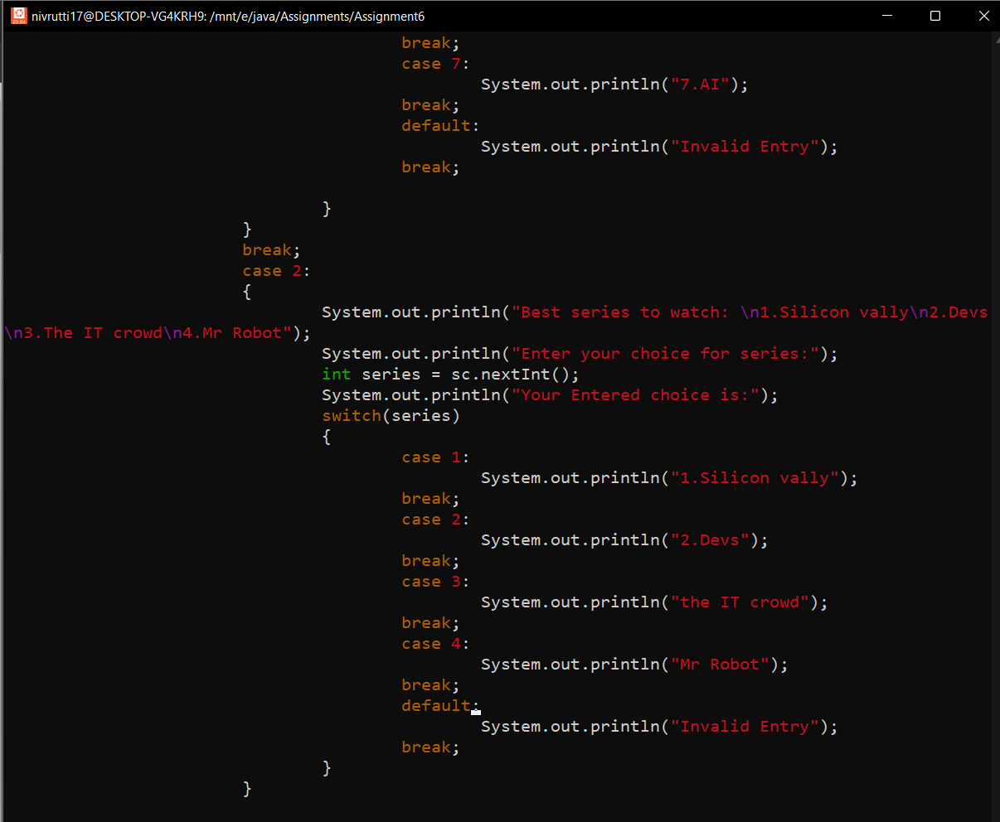 20.04
nivrutti17@DESKTOP-VG4KRH9: /mnt/e/java/Assignments/Assignment6
break;
case 7:
System.out.println("7.AI");
break;
default:
System.out.println("Invalid Entry");
break;
}
}
break;
case 2:
{
System.out.println("Best series to watch: \n1.Silicon vally\n2.Devs
\n3.The IT crowd\n4.Mr Robot");
System.out.println("Enter your choice for series:");
int series = sc.nextInt();
System.out.println("Your Entered choice is:");
switch(series)
{
case 1:
System.out.println("1.Silicon vally");
break;
case 2:
System.out.println("2.Devs");
break;
case 3:
System.out.println("the IT crowd");
break;
case 4:
System.out.println("Mr Robot");
break;
default:
System.out.println("Invalid Entry");
break;
}
}